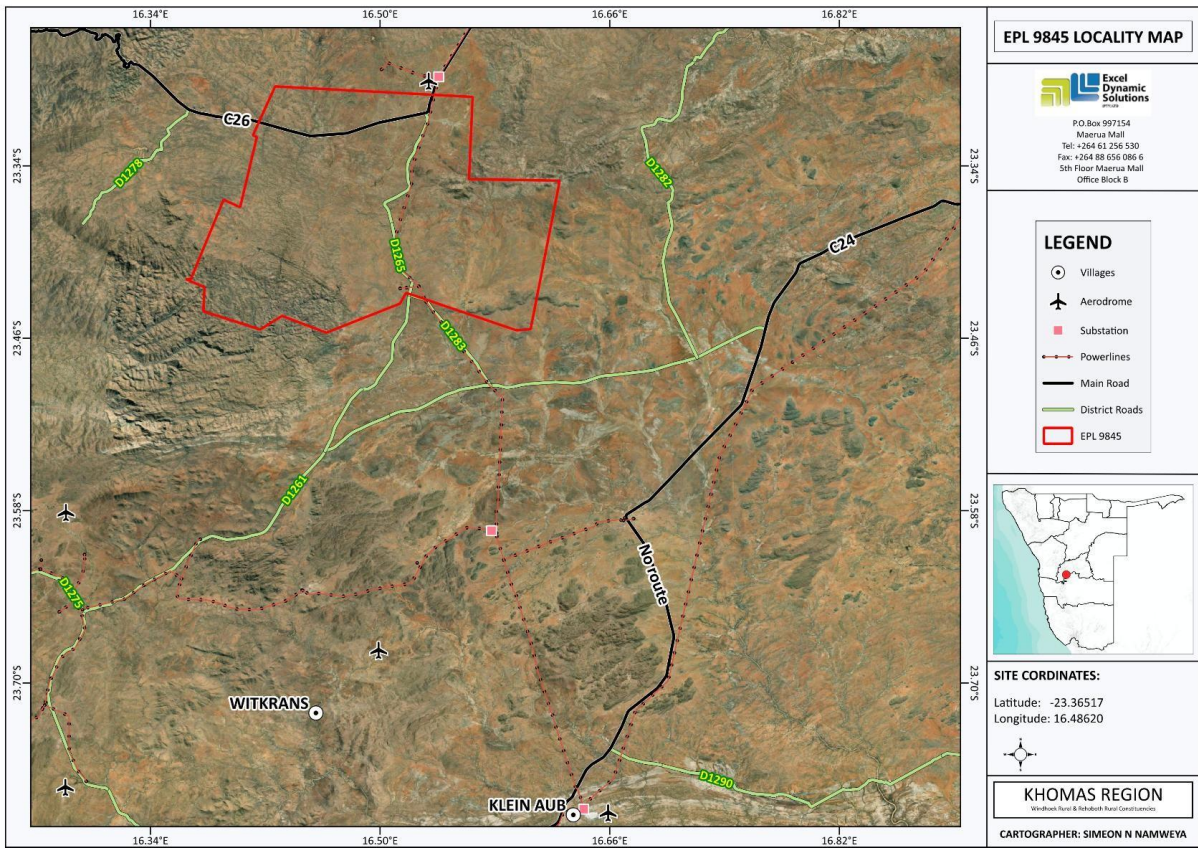 16.34°E
16.50°E
16.66°E
16.82°E
23.34°S
23.46°S
23.58°S
23.70°S
23.34°S
23.46°S
23.58°S
23.70°S
16.34°E
16.50°E
16.66°E
16.82°E
C26
D1278
D1282
C24
D1265
D1283
D1261
D1275
No route
WITKRANS
D1290
KLEIN AUB
EPL 9845 LOCALITY MAP
Excel
Dynamic
Solutions
(PTY) LTD
P.O.Box 997154
Maerua Mall
Tel: +264 61 256 530
Fax: +264 88 656 086 6
5th Floor Maerua Mall
Office Block B
LEGEND
Villages
Aerodrome
Substation
Powerlines
Main Road
District Roads
EPL 9845
SITE CORDINATES:
Latitude: -23.36517
Longitude: 16.48620
KHOMAS REGION
Windhoek Rural & Rehoboth Rural Constituencies
CARTOGRAPHER: SIMEON N NAMWEYA